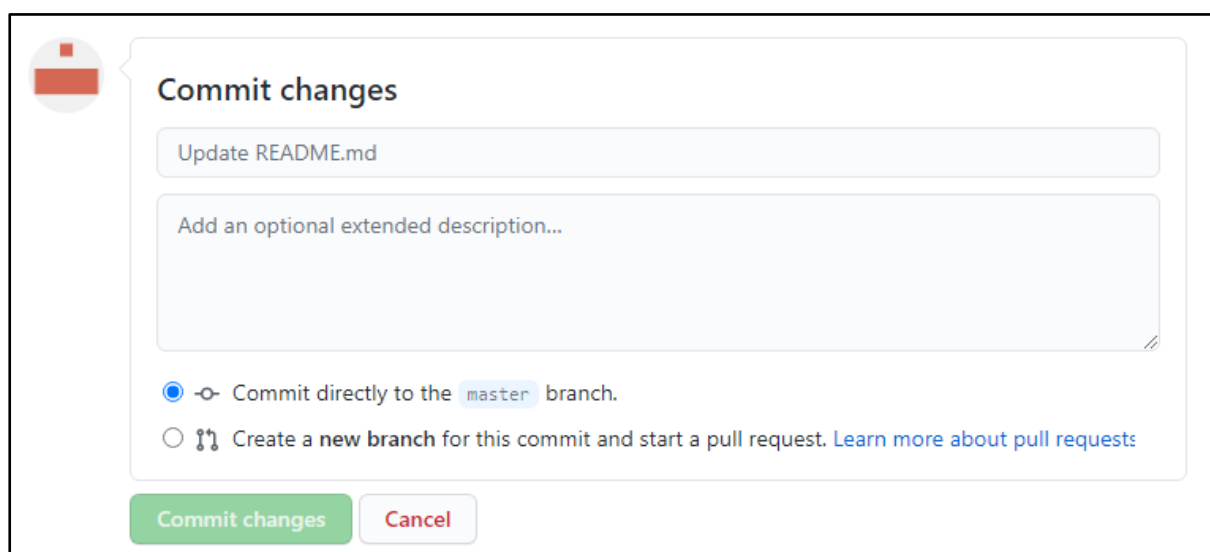 Commit changes
Update README.md
Add an optional extended description...
Commit directly to the master branch.
Create a new branch for this commit and start a pull request. Learn more about pull requests
Commit changes
Cancel